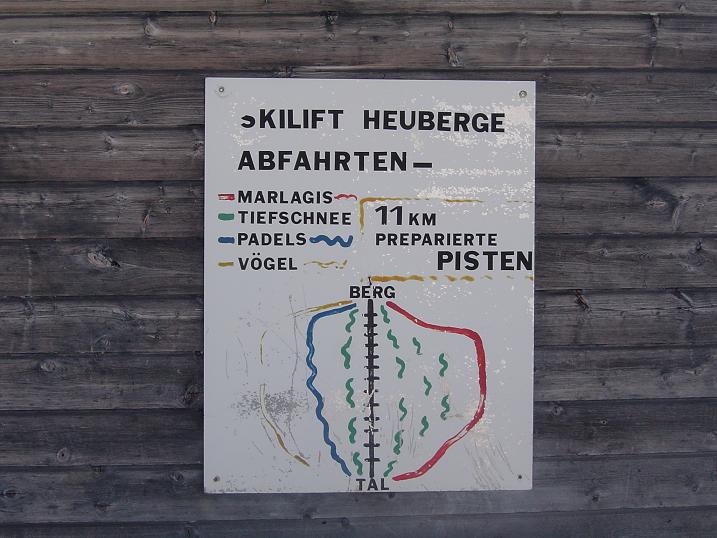 SKILIFT HEUBERGE
ABFAHRTEN—
MARLAGIS
TIEFSCHNEE
PADELS
VÖGEL
11 KM
PREPARIERTE
PISTEN
BERG
TAL